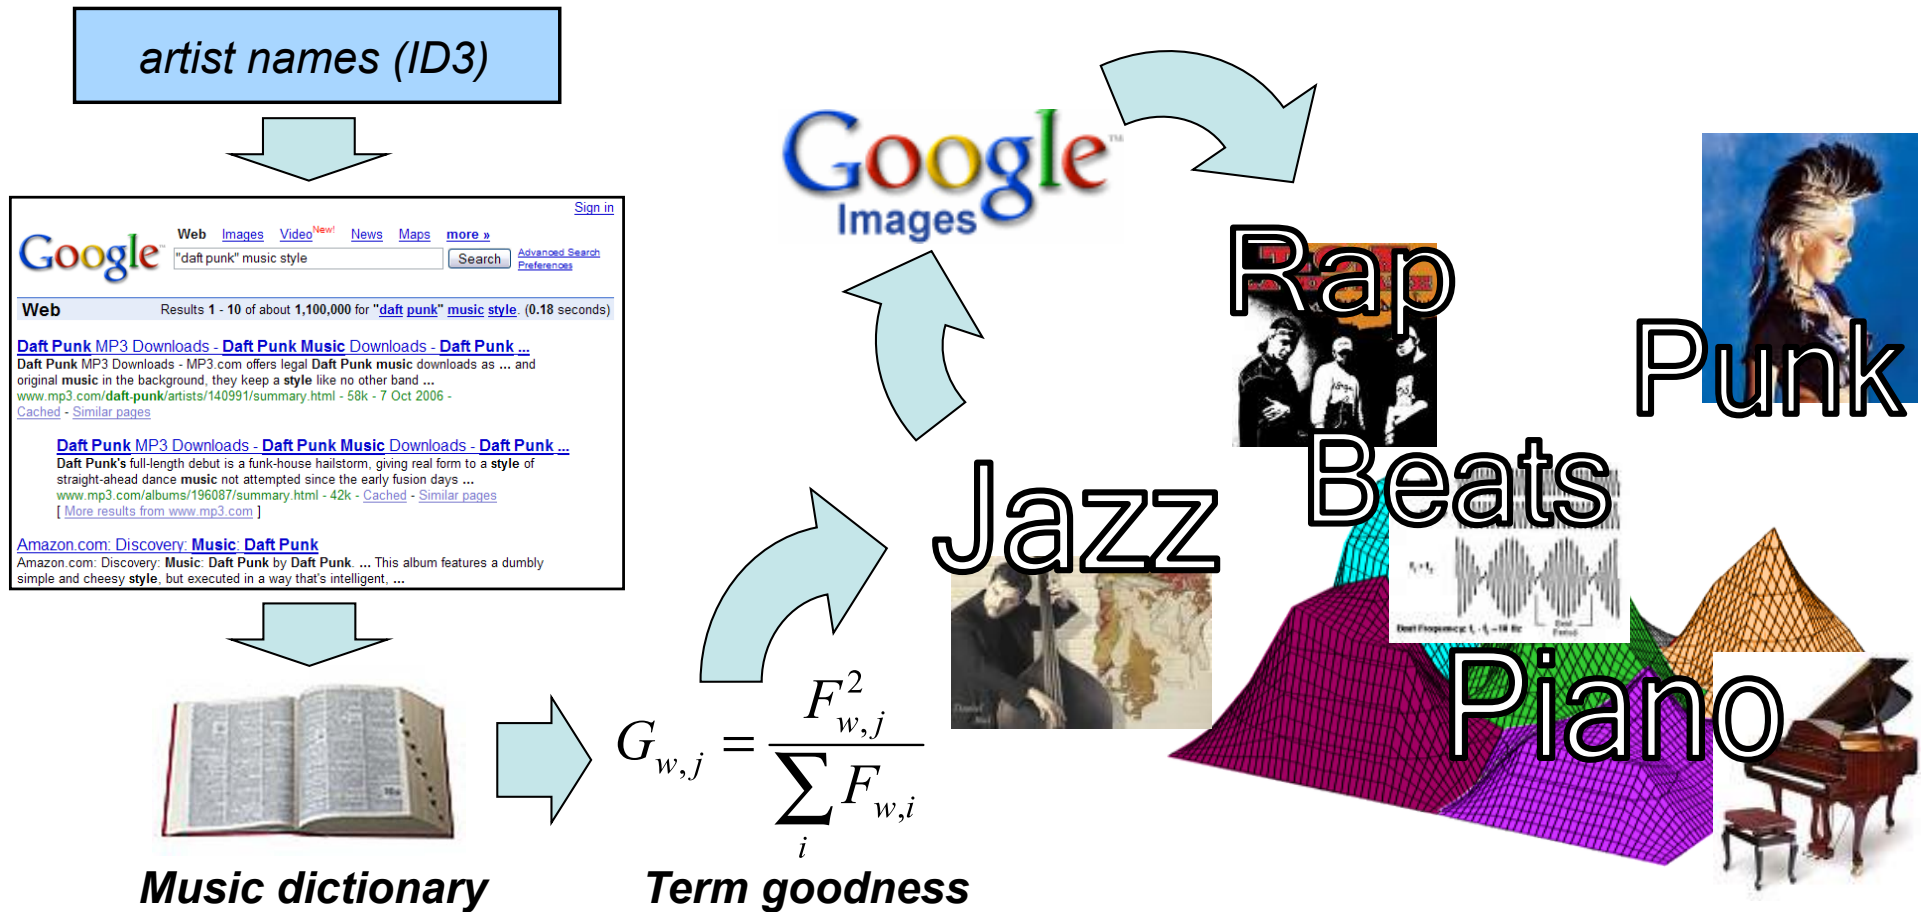 artist names (ID3)
Sign in
Google™ Web Images Video New! News Maps more »
"daft punk" music style Search Advanced Search
Preferences
Web Results 1 - 10 of about 1,100,000 for "daft punk" music style. (0.18 seconds)
Daft Punk MP3 Downloads - Daft Punk Music Downloads - Daft Punk ...
Daft Punk MP3 Downloads - MP3.com offers legal Daft Punk music downloads as ... and
original music in the background, they keep a style like no other band ...
www.mp3.com/daft-punk/artists/140991/summary.html - 58k - 7 Oct 2006 -
Cached - Similar pages
Daft Punk MP3 Downloads - Daft Punk Music Downloads - Daft Punk ...
Daft Punk's full-length debut is a funk-house hailstorm, giving real form to a style of
straight-ahead dance music not attempted since the early fusion days ...
www.mp3.com/albums/196087/summary.html - 42k - Cached - Similar pages
[ More results from www.mp3.com ]
Amazon.com: Discovery: Music: Daft Punk
Amazon.com: Discovery: Music: Daft Punk by Daft Punk. ... This album features a dumbly
simple and cheesy style, but executed in a way that's intelligent, ...
Music dictionary
G_{w,j} = F^2_{w,j} / ∑_i F_{w,i}
Term goodness
Google™
Images
Rap
Punk
Beats
Jazz
Beat Period
Piano